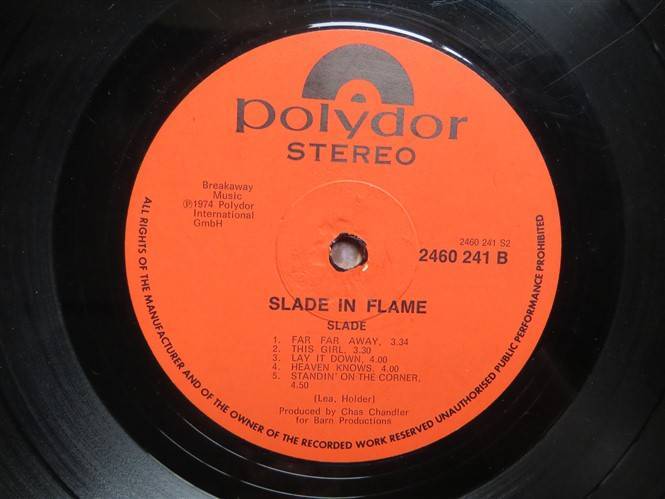 polydor
STEREO
Breakaway
Music
℗1974 Polydor
International
GmbH
2460 241 S2
2460 241 B
SLADE IN FLAME
SLADE
1. FAR FAR AWAY, 3.34
2. THIS GIRL, 3.30
3. LAY IT DOWN, 4.00
4. HEAVEN KNOWS, 4.00
5. STANDIN' ON THE CORNER,
4.50
(Lea, Holder)
Produced by Chas Chandler
for Barn Productions
ALL RIGHTS OF THE MANUFACTURER AND OF THE OWNER OF THE RECORDED WORK RESERVED UNAUTHORISED PUBLIC PERFORMANCE PROHIBITED